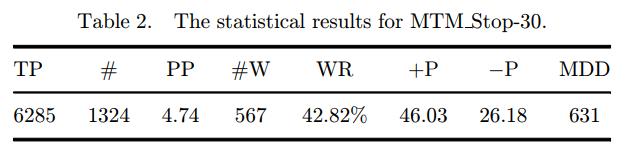 Table 2. The statistical results for MTM_Stop-30.
TP # PP #W WR +P −P MDD
6285 1324 4.74 567 42.82% 46.03 26.18 631